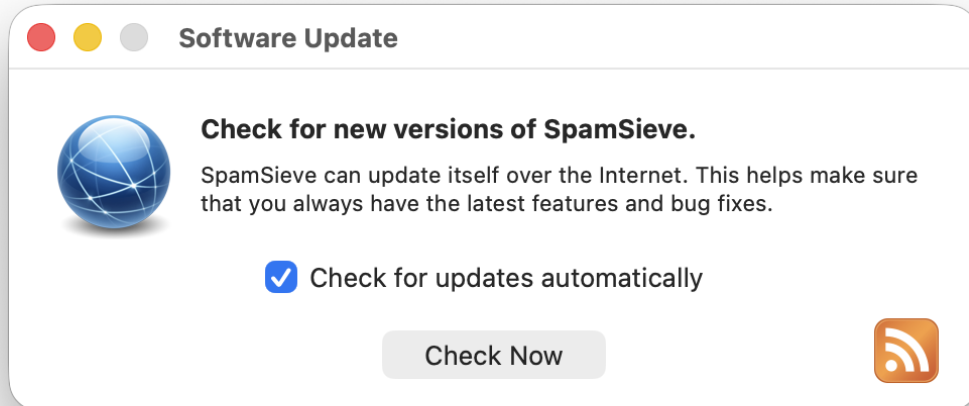 Software Update
Check for new versions of SpamSieve.
SpamSieve can update itself over the Internet. This helps make sure
that you always have the latest features and bug fixes.
Check for updates automatically
Check Now